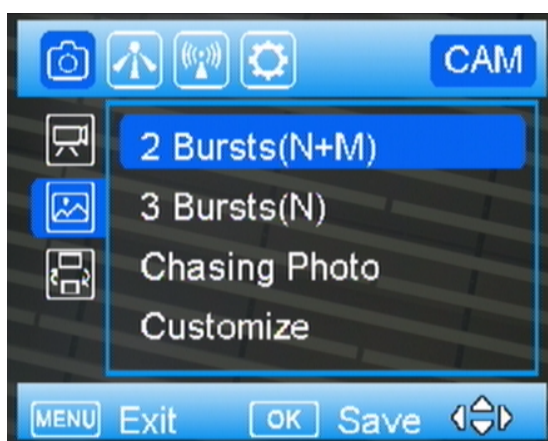 CAM
2 Bursts(N+M)
3 Bursts(N)
Chasing Photo
Customize
MENU Exit OK Save